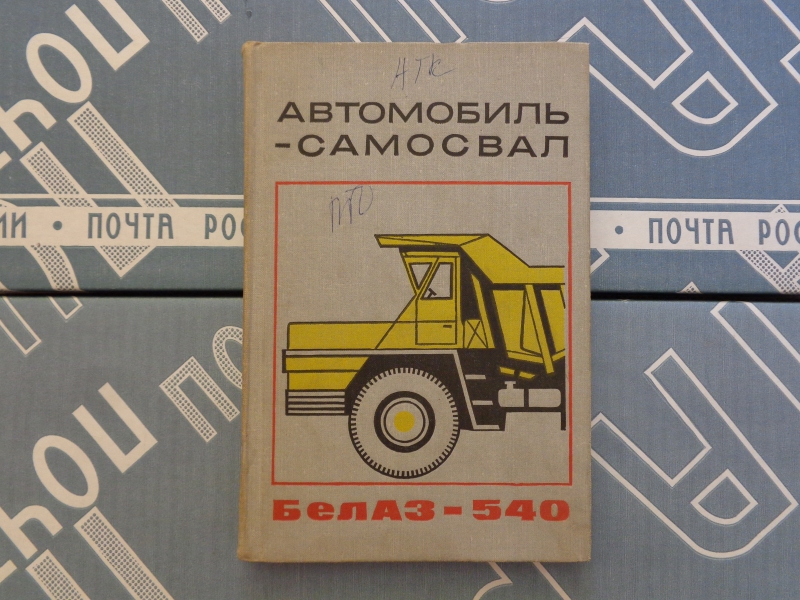 НТК
АВТОМОБИЛЬ
-САМОСВАЛ
ПТО
БелАЗ-540
ИИ • ПОЧТА РОС
• ПОЧТА РОС